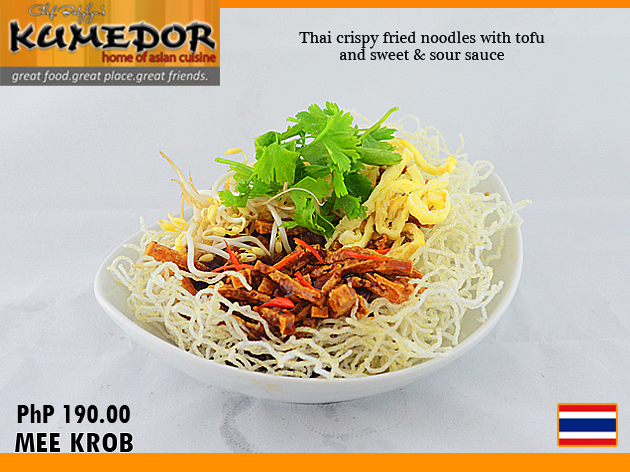 KUMEDOR
home of asian cuisine
great food.great place.great friends.
Thai crispy fried noodles with tofu
and sweet & sour sauce
PhP 190.00
MEE KROB